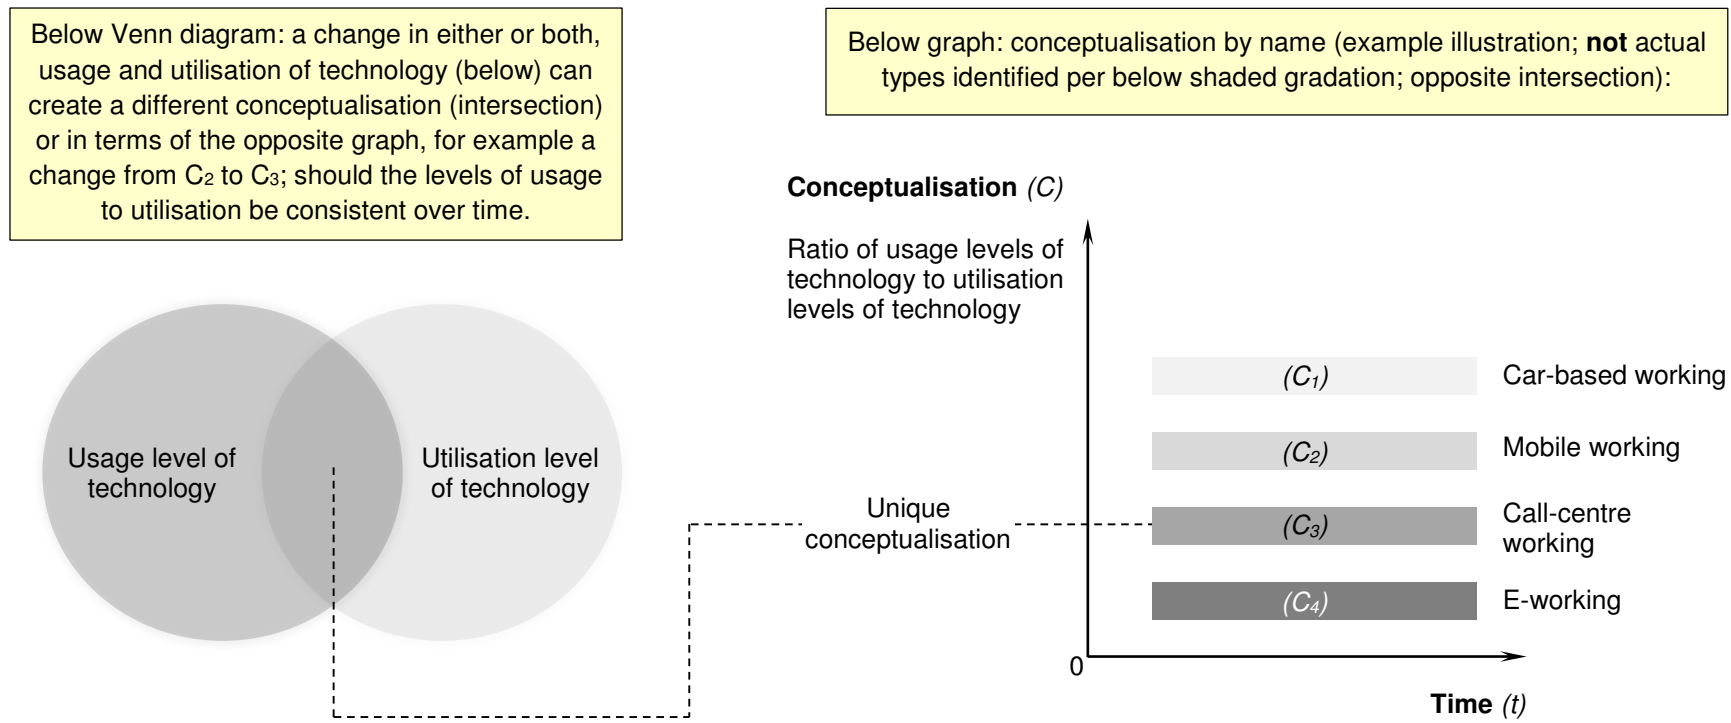 Below Venn diagram: a change in either or both,
usage and utilisation of technology (below) can
create a different conceptualisation (intersection)
or in terms of the opposite graph, for example a
change from C2 to C3; should the levels of usage
to utilisation be consistent over time.
Below graph: conceptualisation by name (example illustration; not actual
types identified per below shaded gradation; opposite intersection):
Conceptualisation (C)
Ratio of usage levels of
technology to utilisation
levels of technology
Usage level of
technology
Utilisation level
of technology
Unique
conceptualisation
(C1)
Car-based working
(C2)
Mobile working
(C3)
Call-centre
working
(C4)
E-working
0
Time (t)